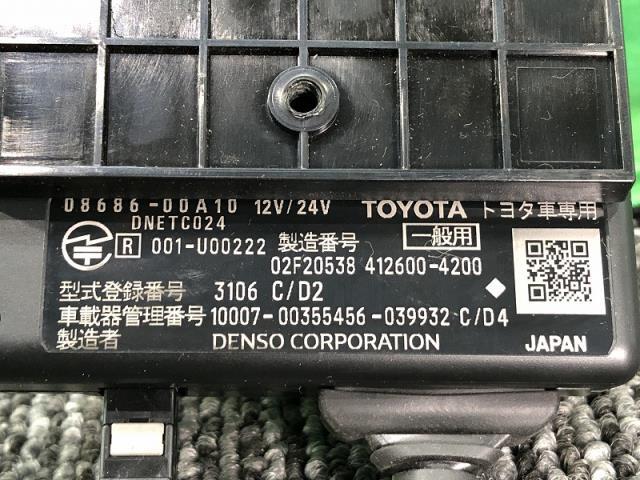 08686-00A10 12V/24V TOYOTA トヨタ車専用
DNETC024
R 001-U00222 製造番号 一般用
02F20538 412600-4200
型式登録番号 3106 C/D2
車載器管理番号 10007-00355456-039932 C/D4
製造者 DENSO CORPORATION JAPAN